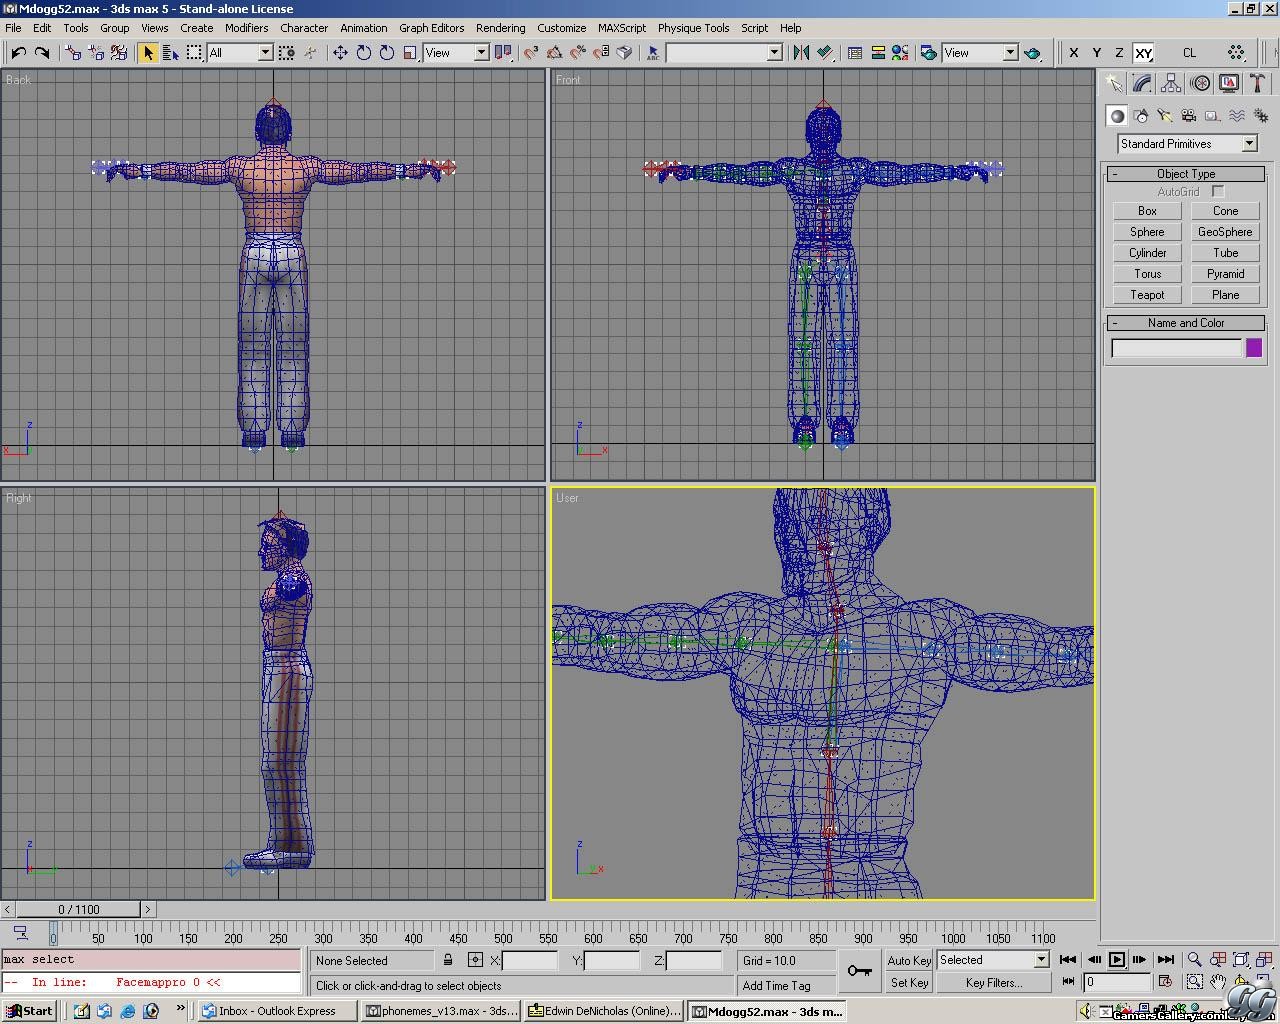 Mdogg52.max - 3ds max 5 - Stand-alone License
File Edit Tools Group Views Create Modifiers Character Animation Graph Editors Rendering Customize MAXScript Physique Tools Script Help
All View View X Y Z XY CL
ABC
Back
Front
Standard Primitives
- Object Type
AutoGrid
Box Cone
Sphere GeoSphere
Cylinder Tube
Torus Pyramid
Teapot Plane
- Name and Color
z
x
z
x
Right
User
z
x
z
y x
< 0 / 1100 >
0 50 100 150 200 250 300 350 400 450 500 550 600 650 700 750 800 850 900 950 1000 1050 1100
max select
-- In line: Facemappro 0 <<
None Selected X: Y: Z: Grid = 10.0
Click or click-and-drag to select objects
Add Time Tag
Auto Key Selected
Set Key Key Filters...
0
Start
Inbox - Outlook Express
phonemes_v13.max - 3ds...
Edwin DeNicholas (Online)...
Mdogg52.max - 3ds m...
GG